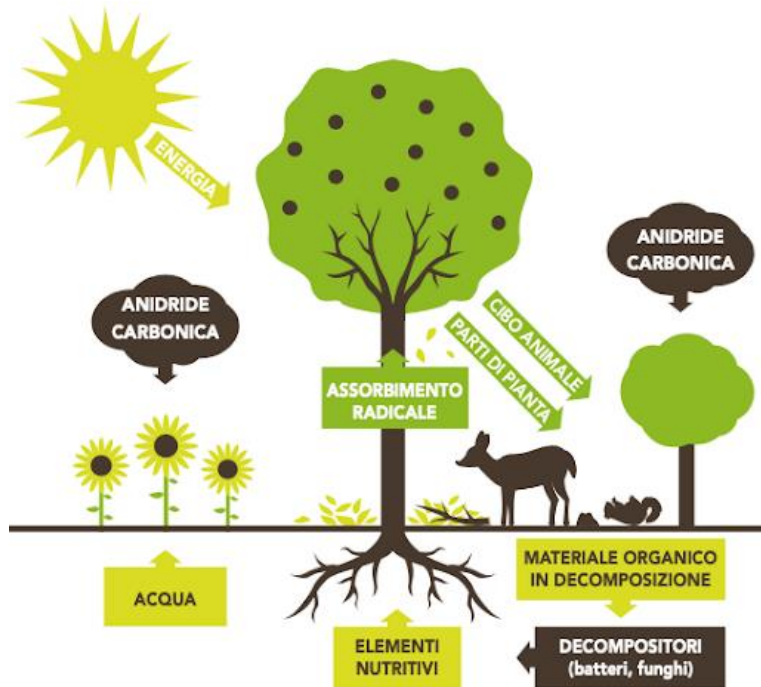 ENERGIA
ANIDRIDE
CARBONICA
ANIDRIDE
CARBONICA
CIBO ANIMALE
PARTI DI PIANTA
ASSORBIMENTO
RADICALE
ACQUA
MATERIALE ORGANICO
IN DECOMPOSIZIONE
ELEMENTI
NUTRITIVI
DECOMPOSITORI
(batteri, funghi)